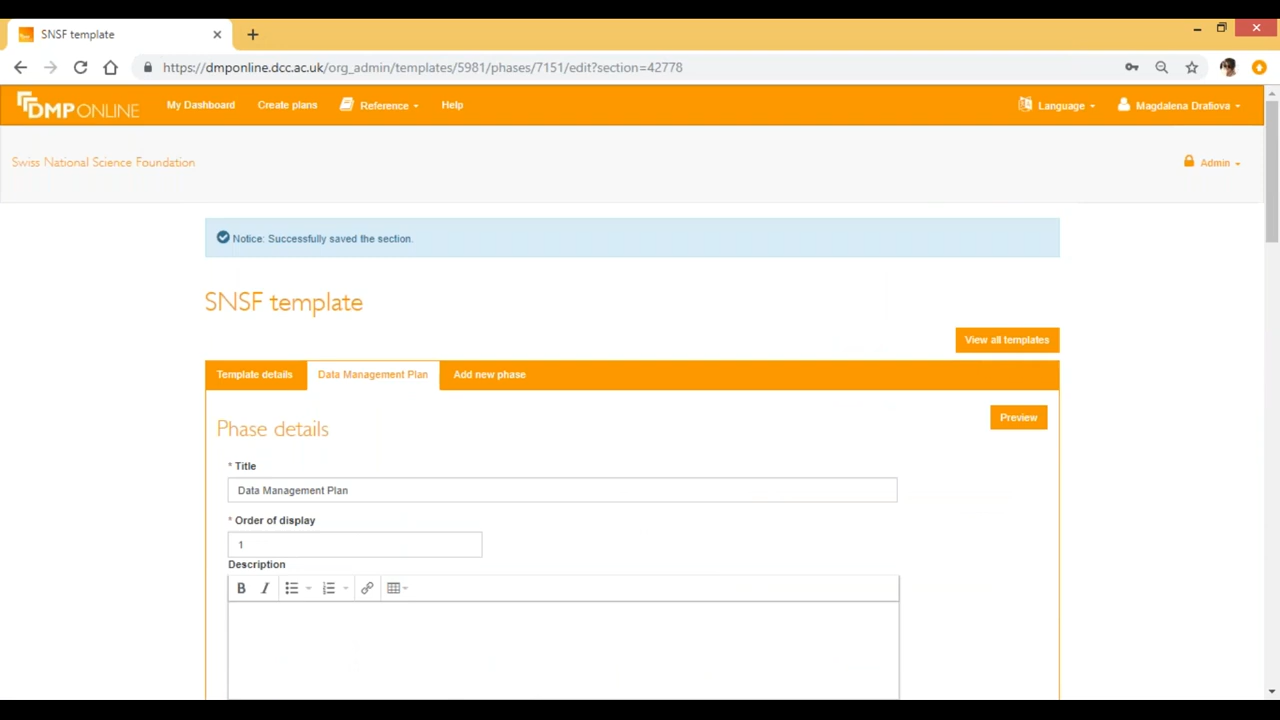 SNSF template
https://dmponline.dcc.ac.uk/org_admin/templates/5981/phases/7151/edit?section=42778
DMPONLINE My Dashboard Create plans Reference Help Language Magdalena Drafiova
Swiss National Science Foundation Admin
Notice: Successfully saved the section.
SNSF template
View all templates
Template details Data Management Plan Add new phase
Phase details Preview
* Title
Data Management Plan
* Order of display
1
Description
B I